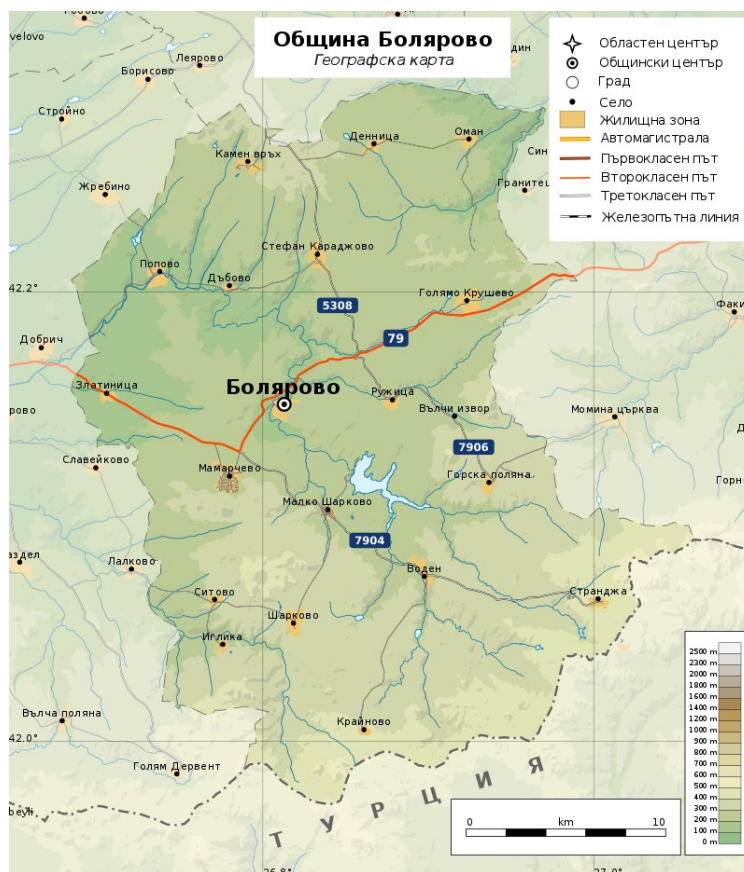 Община Болярово
Географска карта
Областен център
Общински център
Град
Село
Жилищна зона
Автомагистрала
Първокласен път
Второкласен път
Третокласен път
Железопътна линия
Леярово
Борисово
Стройно
Денница
Оман
Камен връх
Жребино
Гранитец
Стефан Караджово
Попово
Дъбово
42.2°
5308
Голямо Крушево
79
Добрич
Болярово
Златиница
Ружица
Вълчи извор
Момина църква
7906
Славейково
Мамарчево
Горска поляна
Малко Шарково
7904
Лалково
Воден
Ситово
Странджа
Шарково
Иглика
2500 m
2300 m
2000 m
1800 m
1600 m
1400 m
1200 m
1000 m
900 m
800 m
700 m
600 m
500 m
400 m
300 m
200 m
100 m
0 m
Вълча поляна
Крайново
42.0°
Голям Дервент
ТУРЦИЯ
0 km 10